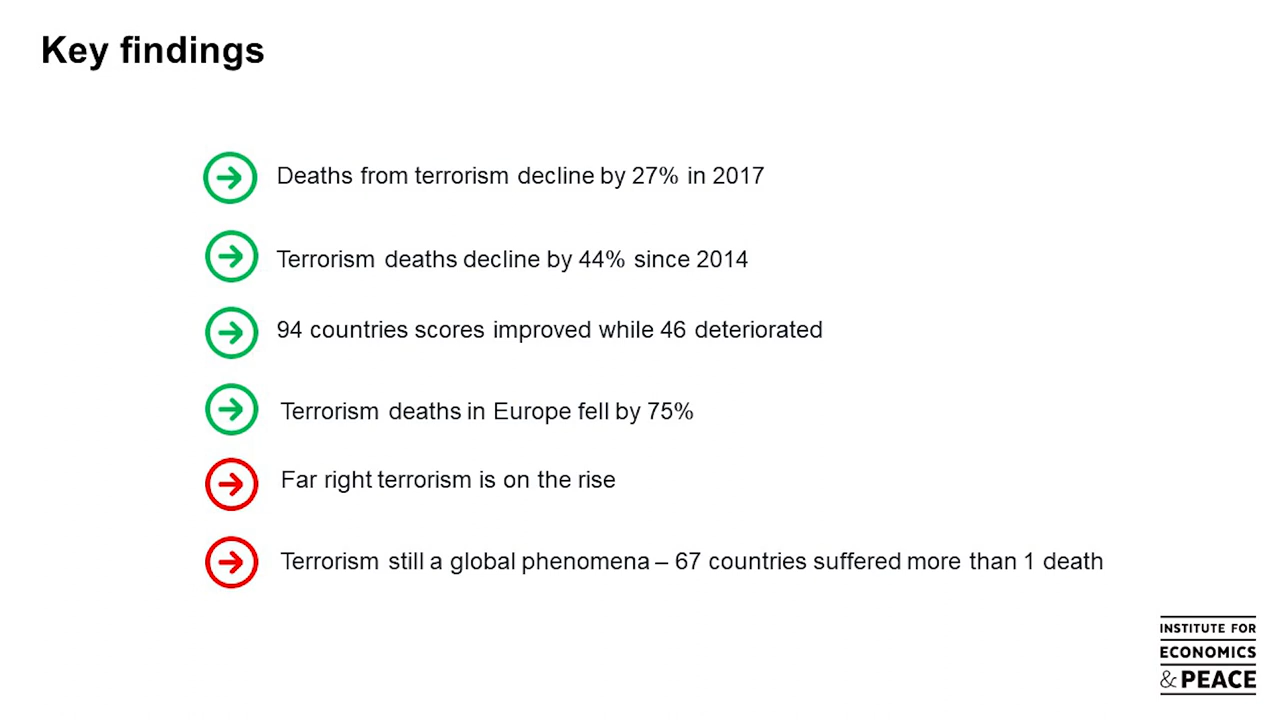 Key findings
Deaths from terrorism decline by 27% in 2017
Terrorism deaths decline by 44% since 2014
94 countries scores improved while 46 deteriorated
Terrorism deaths in Europe fell by 75%
Far right terrorism is on the rise
Terrorism still a global phenomena – 67 countries suffered more than 1 death
INSTITUTE FOR
ECONOMICS
& PEACE